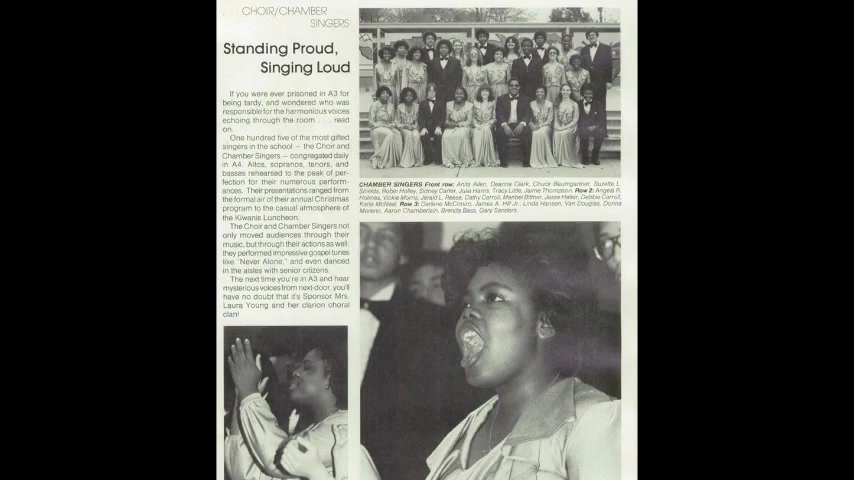 . . . CHOIR/CHAMBER
SINGERS
Standing Proud,
Singing Loud
If you were ever prisoned in A3 for
being tardy, and wondered who was
responsible for the harmonious voices
echoing through the room . . . read
on.
One hundred five of the most gifted
singers in the school — the Choir and
Chamber Singers — congregated daily
in A4. Altos, sopranos, tenors, and
basses rehearsed to the peak of per-
fection for their numerous perform-
ances. Their presentations ranged from
the formal air of their annual Christmas
program to the casual atmosphere of
the Kiwanis Luncheon.
The Choir and Chamber Singers not
only moved audiences through their
music, but through their actions as well.
they performed impressive gospel tunes
like "Never Alone," and even danced
in the aisles with senior citizens.
The next time you're in A3 and hear
mysterious voices from next-door, you'll
have no doubt that it's Sponsor Mrs.
Laura Young and her clarion choral
clan!
CHAMBER SINGERS Front row: Anita Allen, Deanna Clark, Chuck Baumgartner, Suzette L.
Shields, Robin Holley, Sidney Carter, Julia Harris, Tracy Little, Jaime Thompson. Row 2: Angela R.
Holmes, Vickie Morris, Jerald L. Reese, Cathy Carroll, Maribel Bittner, Jesse Halter, Debbie Carroll,
Karla McNeal. Row 3: Darlene McConico, James A. Hill Jr., Linda Hansen, Van Douglas, Donna
Moreno, Aaron Chamberlain, Brenda Bass, Gary Sanders.